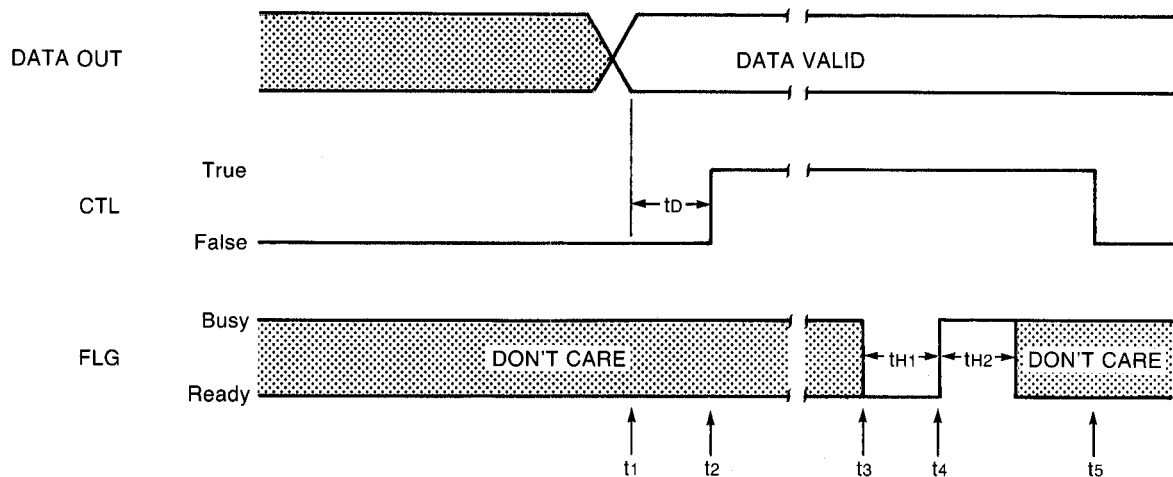 DATA OUT
DATA VALID
CTL
True
False
tD
FLG
Busy
Ready
DON'T CARE
tH1
tH2
DON'T CARE
t1
t2
t3
t4
t5